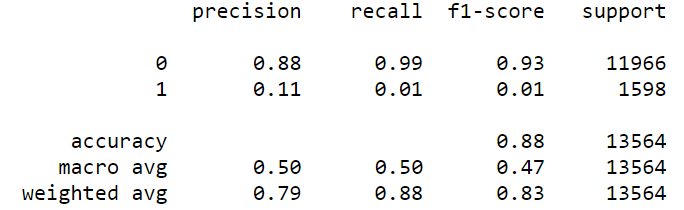 precision recall f1-score support
0 0.88 0.99 0.93 11966
1 0.11 0.01 0.01 1598
accuracy 0.88 13564
macro avg 0.50 0.50 0.47 13564
weighted avg 0.79 0.88 0.83 13564